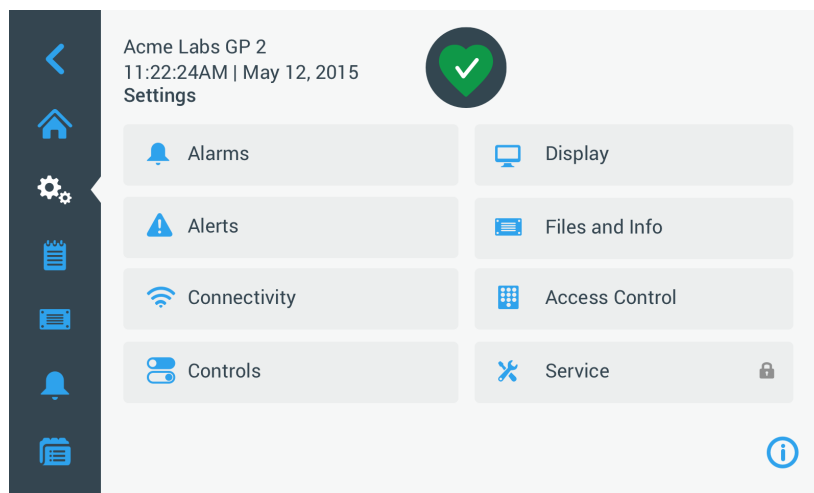 Acme Labs GP 2
11:22:24AM | May 12, 2015
Settings
Alarms
Display
Alerts
Files and Info
Connectivity
Access Control
Controls
Service